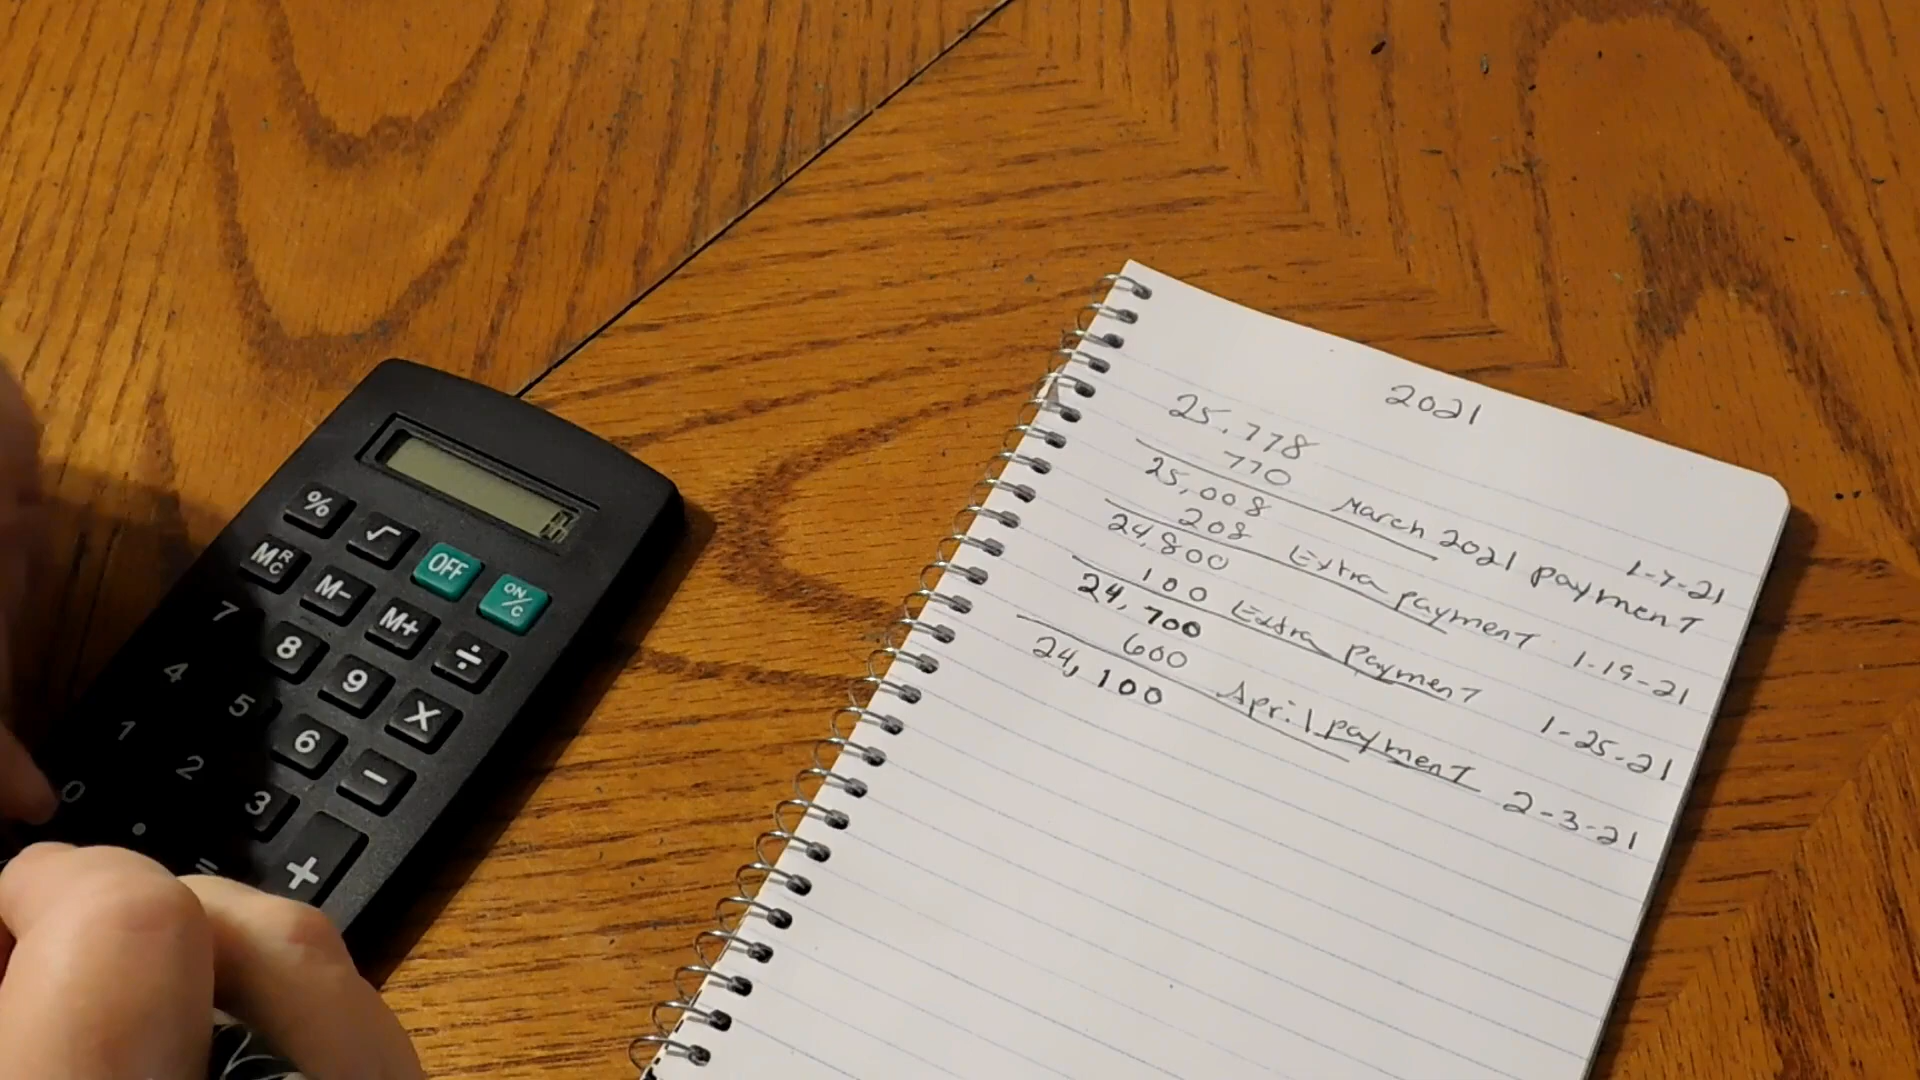 2021
25,778
770 March 2021 payment 1-7-21
25,008
208 Extra payment 1-19-21
24,800
100 Extra Payment 1-25-21
24,700
600 April payment 2-3-21
24,100
% √ OFF ON/C
MRC M- M+ ÷
7 8 9 X
4 5 6 -
1 2 3 +
0 . =